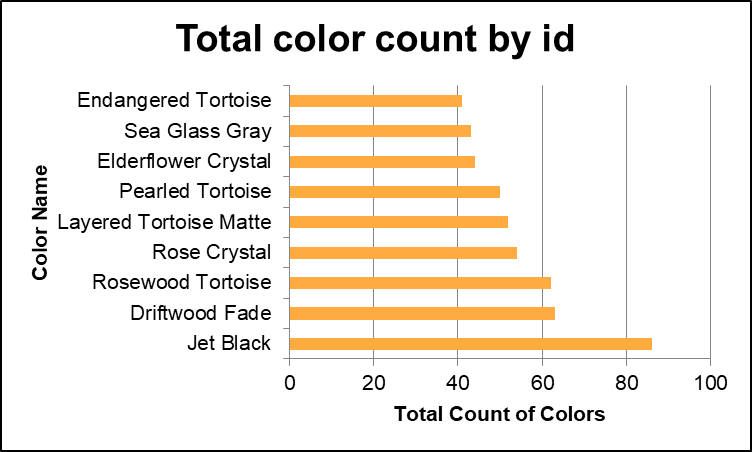 Total color count by id
Color Name
Endangered Tortoise
Sea Glass Gray
Elderflower Crystal
Pearled Tortoise
Layered Tortoise Matte
Rose Crystal
Rosewood Tortoise
Driftwood Fade
Jet Black
0 20 40 60 80 100
Total Count of Colors